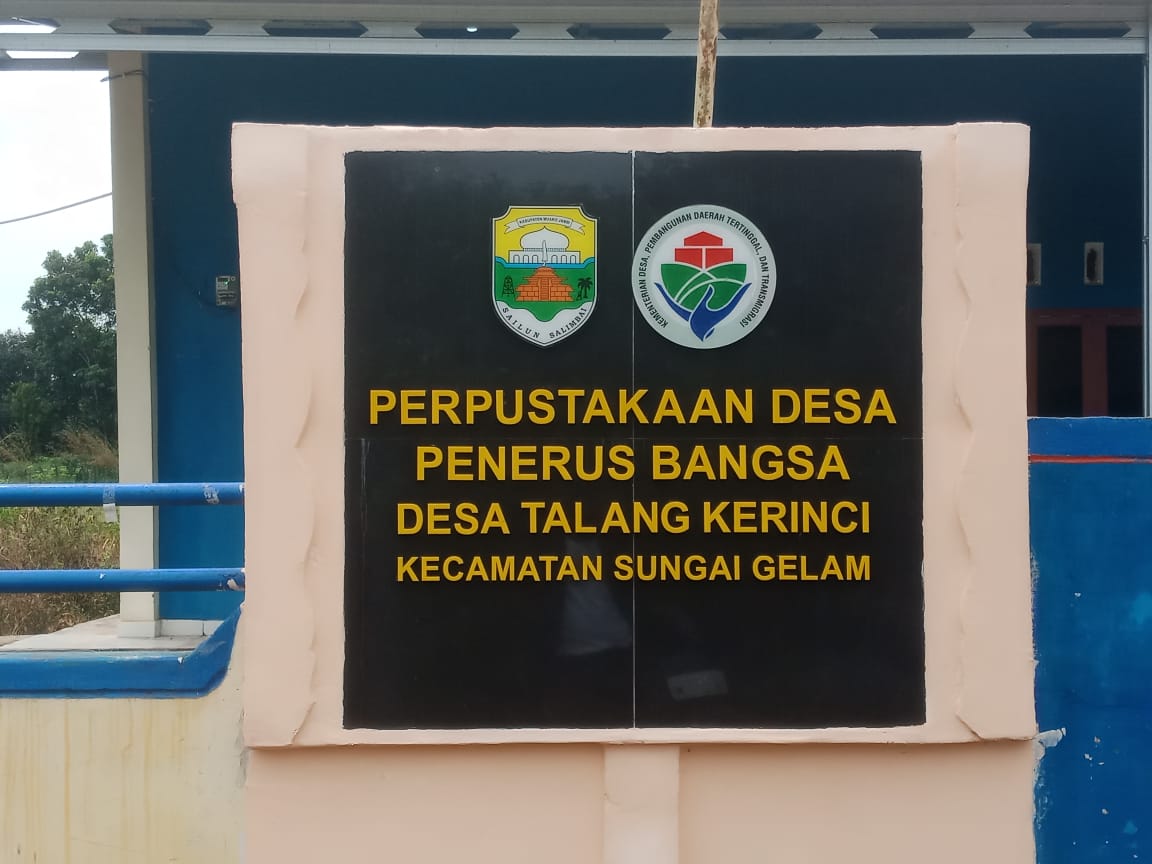 KABUPATEN MUARO JAMBI
SAILUN SALIMBAI
KEMENTERIAN DESA, PEMBANGUNAN DAERAH TERTINGGAL, DAN TRANSMIGRASI
PERPUSTAKAAN DESA
PENERUS BANGSA
DESA TALANG KERINCI
KECAMATAN SUNGAI GELAM